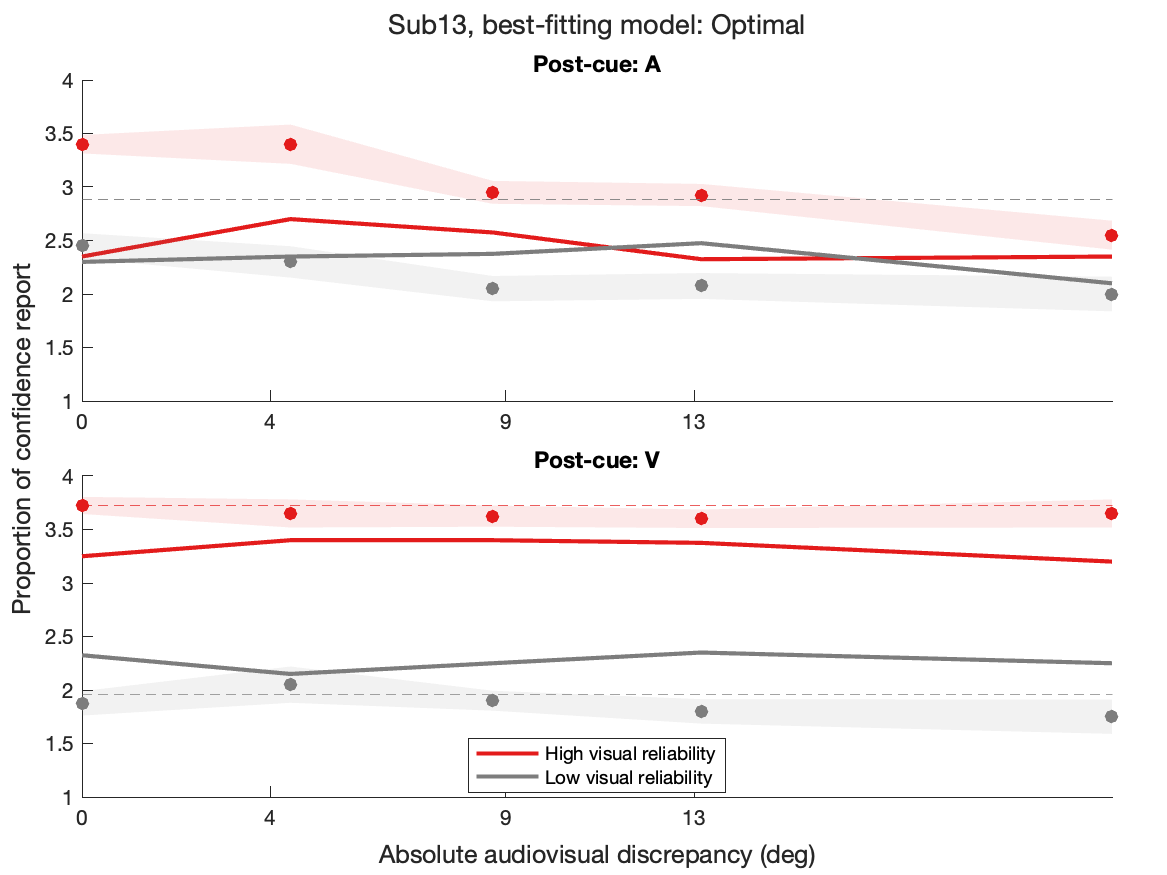 Sub13, best-fitting model: Optimal
Post-cue: A
4
3.5
3
2.5
2
1.5
1
0 4 9 13
Proportion of confidence report
Post-cue: V
4
3.5
3
2.5
2
1.5
1
High visual reliability
Low visual reliability
0 4 9 13
Absolute audiovisual discrepancy (deg)